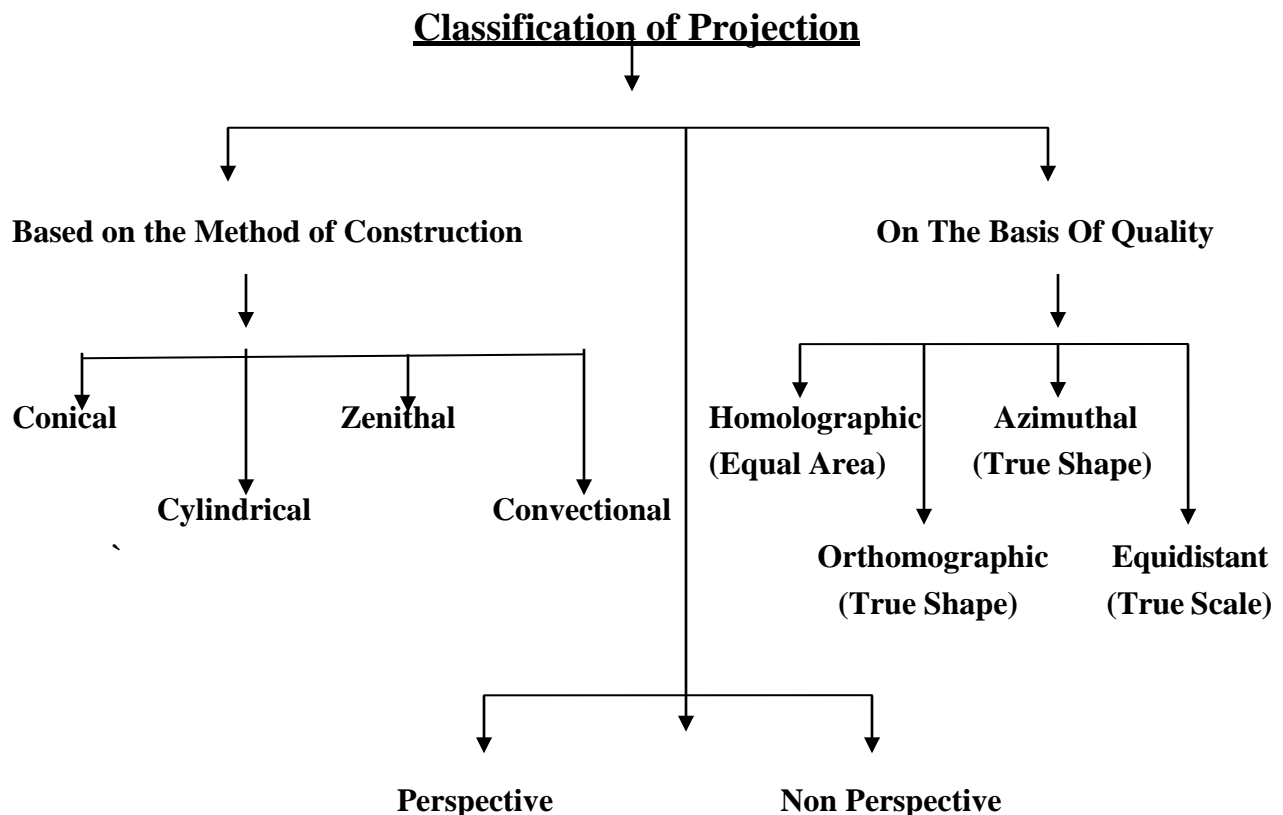 Classification of Projection
Based on the Method of Construction
On The Basis Of Quality
Conical
Zenithal
Homolographic
Azimuthal
(Equal Area)
(True Shape)
Cylindrical
Convectional
`
Orthomographic
Equidistant
(True Shape)
(True Scale)
Perspective
Non Perspective